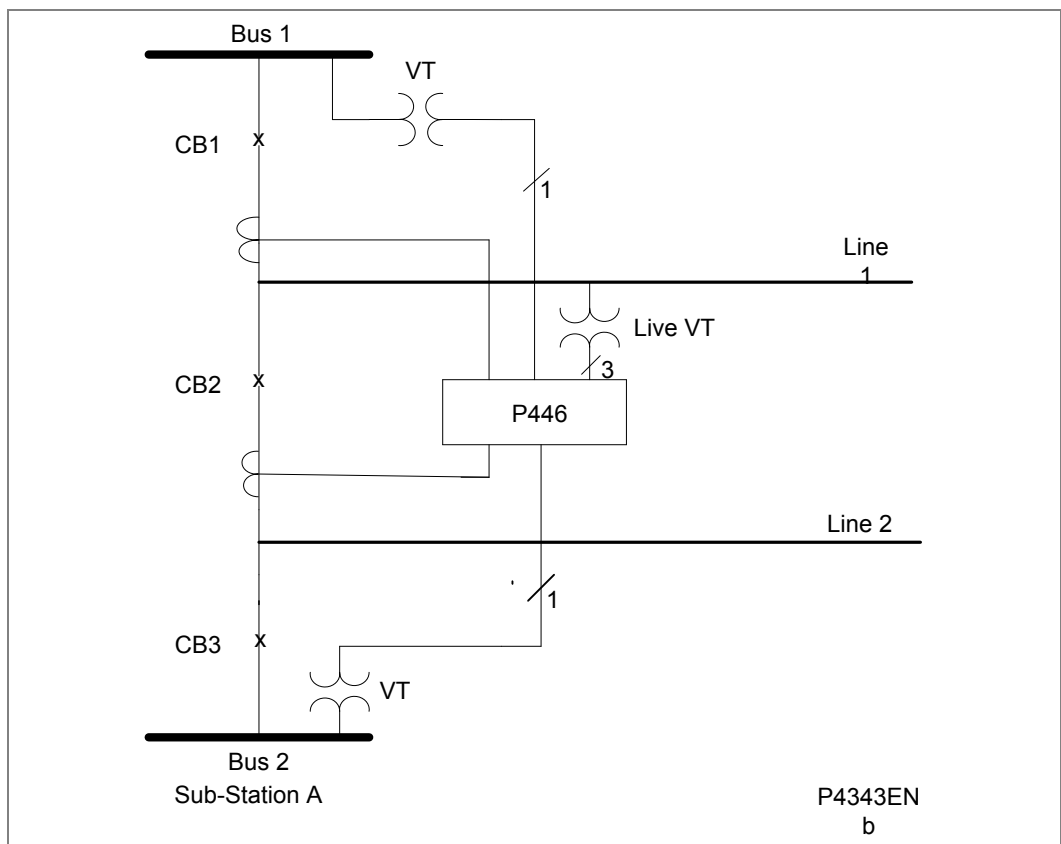 Bus 1
VT
CB1
x
1
Line
1
Live VT
3
CB2
x
P446
Line 2
1
CB3
x
VT
Bus 2
Sub-Station A
P4343EN
b